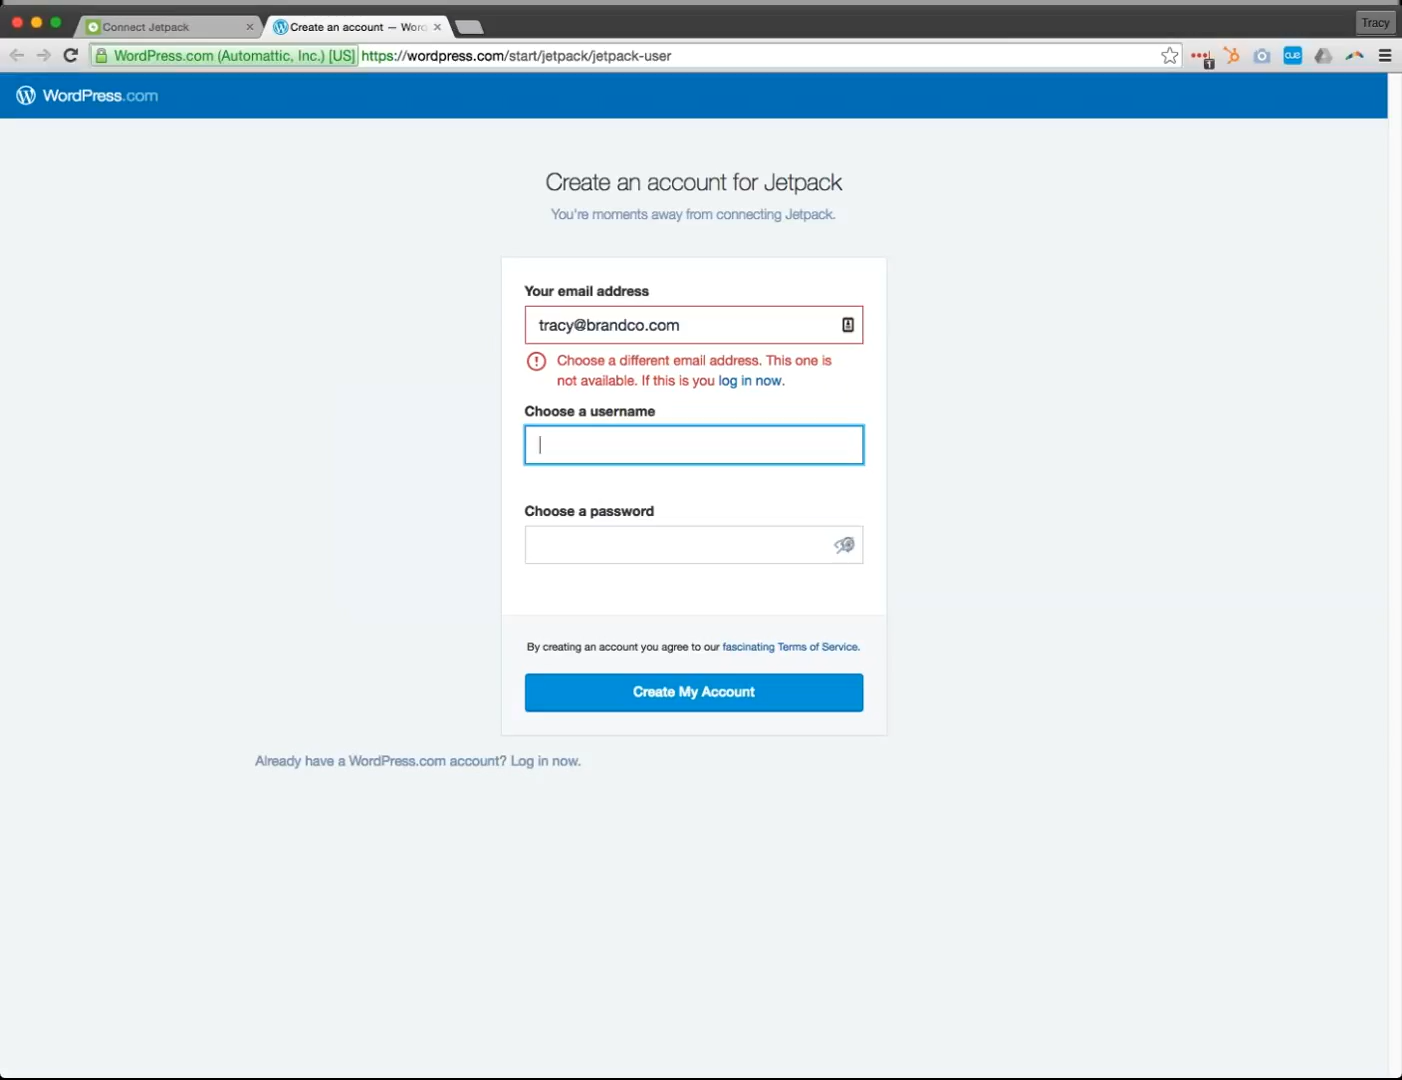 Connect Jetpack
Create an account — Word
Tracy
WordPress.com (Automattic, Inc.) [US] https://wordpress.com/start/jetpack/jetpack-user
1
cue
WordPress.com
Create an account for Jetpack
You're moments away from connecting Jetpack.
Your email address
tracy@brandco.com
Choose a different email address. This one is
not available. If this is you log in now.
Choose a username
Choose a password
By creating an account you agree to our fascinating Terms of Service.
Create My Account
Already have a WordPress.com account? Log in now.